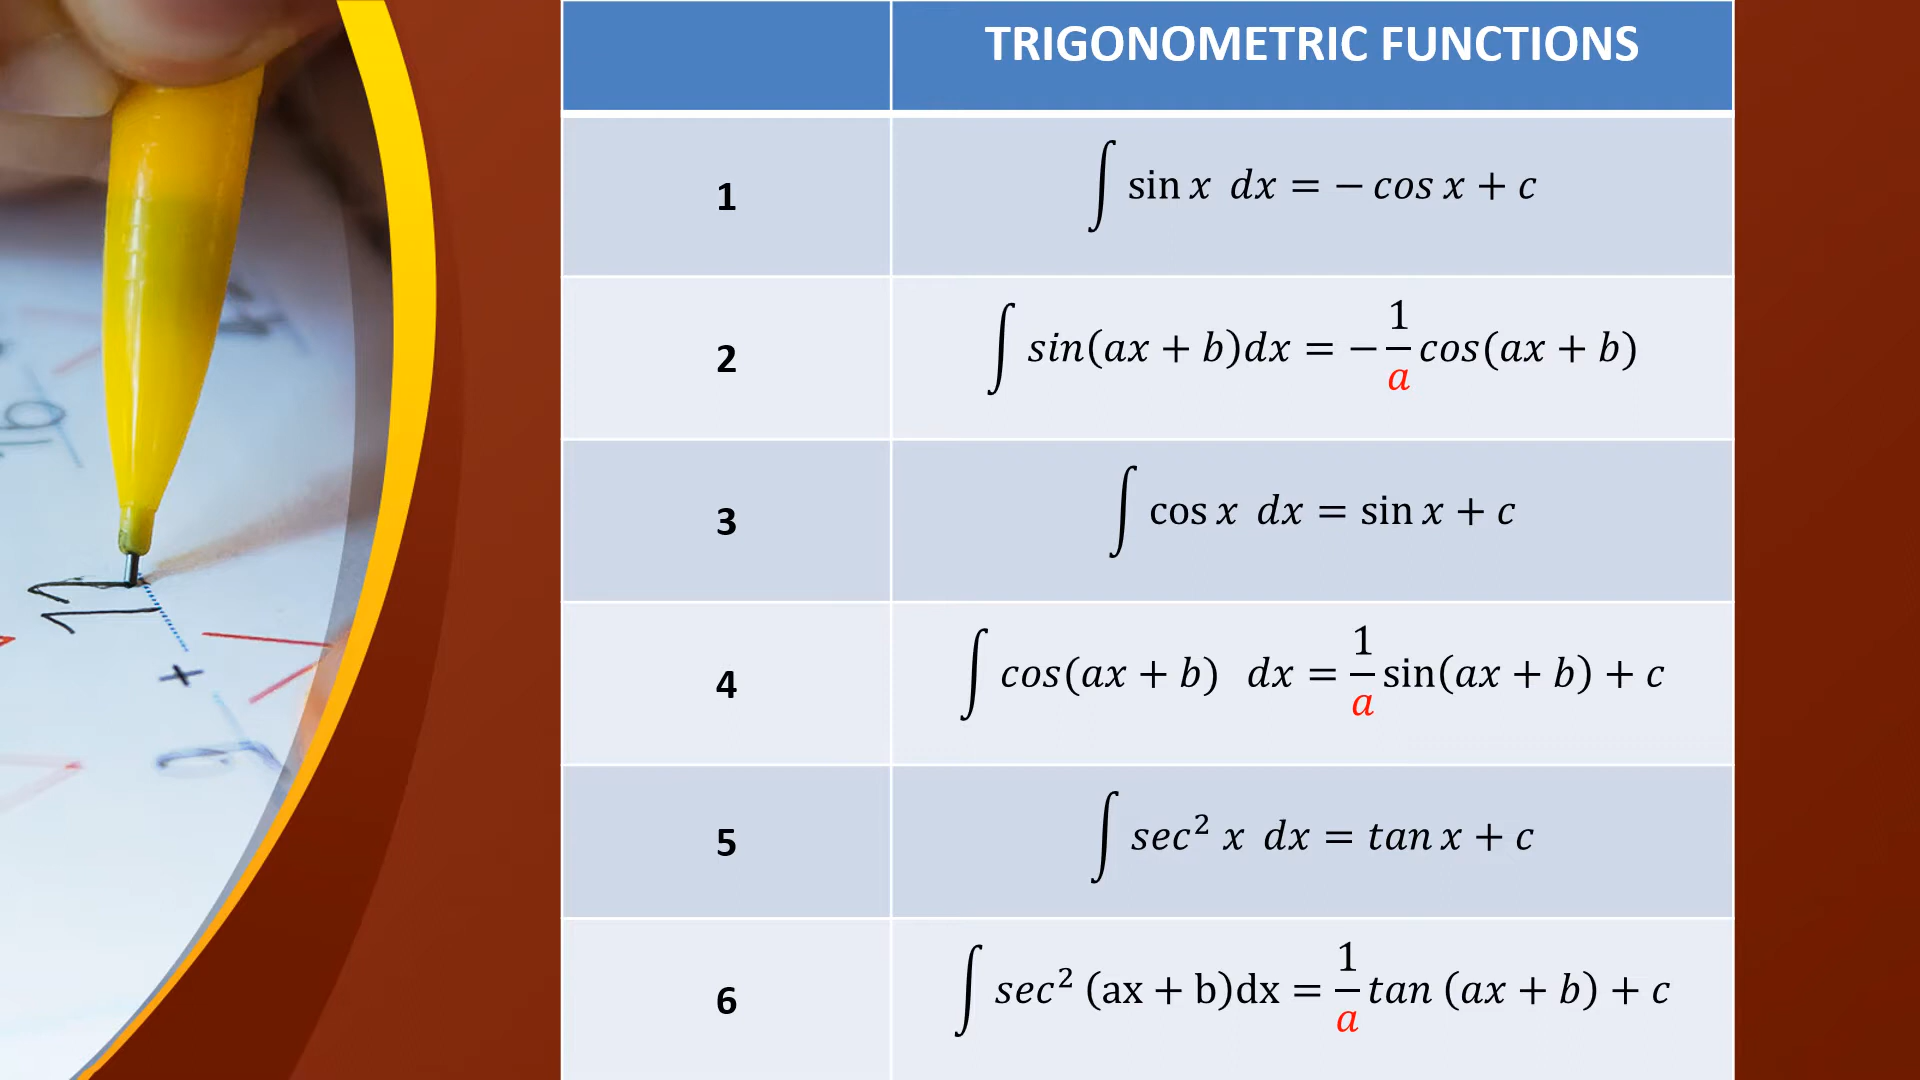 TRIGONOMETRIC FUNCTIONS
1 ∫ sin x dx = − cos x + c
2 ∫ sin(ax + b)dx = − 1/a cos(ax + b)
3 ∫ cos x dx = sin x + c
4 ∫ cos(ax + b) dx = 1/a sin(ax + b) + c
5 ∫ sec² x dx = tan x + c
6 ∫ sec² (ax + b)dx = 1/a tan (ax + b) + c